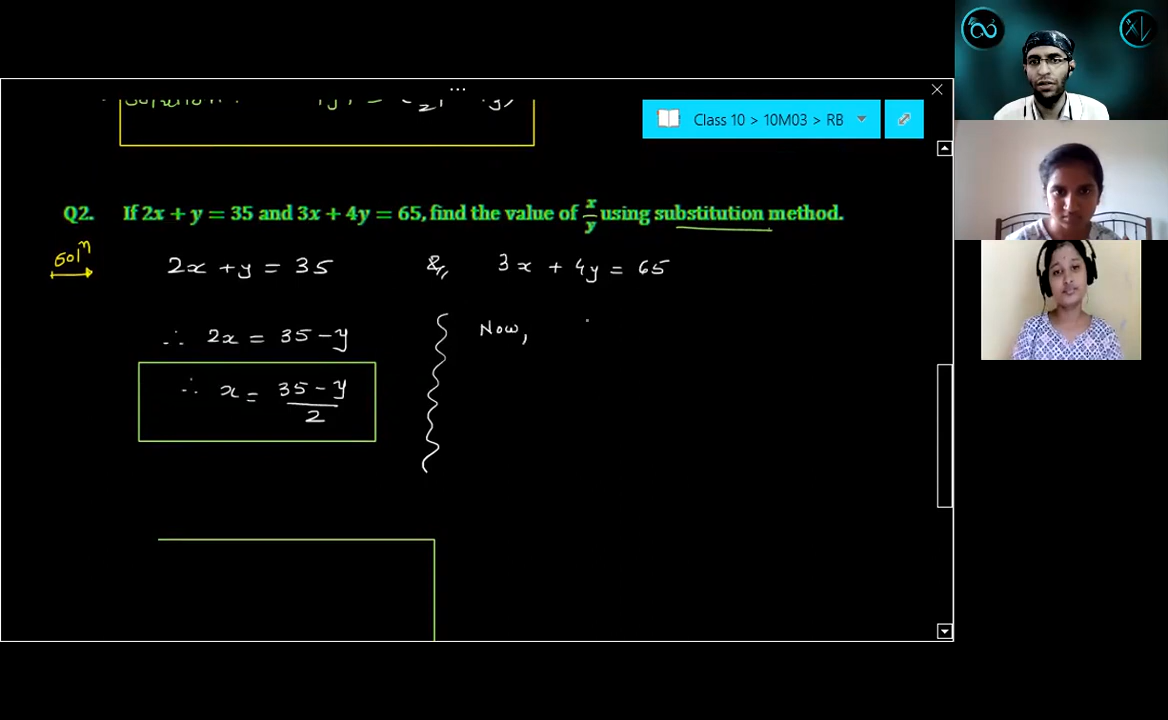 Class 10 > 10M03 > RB
Q2. If 2x + y = 35 and 3x + 4y = 65, find the value of x/y using substitution method.
Solⁿ
2x + y = 35 & 3x + 4y = 65
∴ 2x = 35 - y
Now,
∴ x = 35 - y / 2